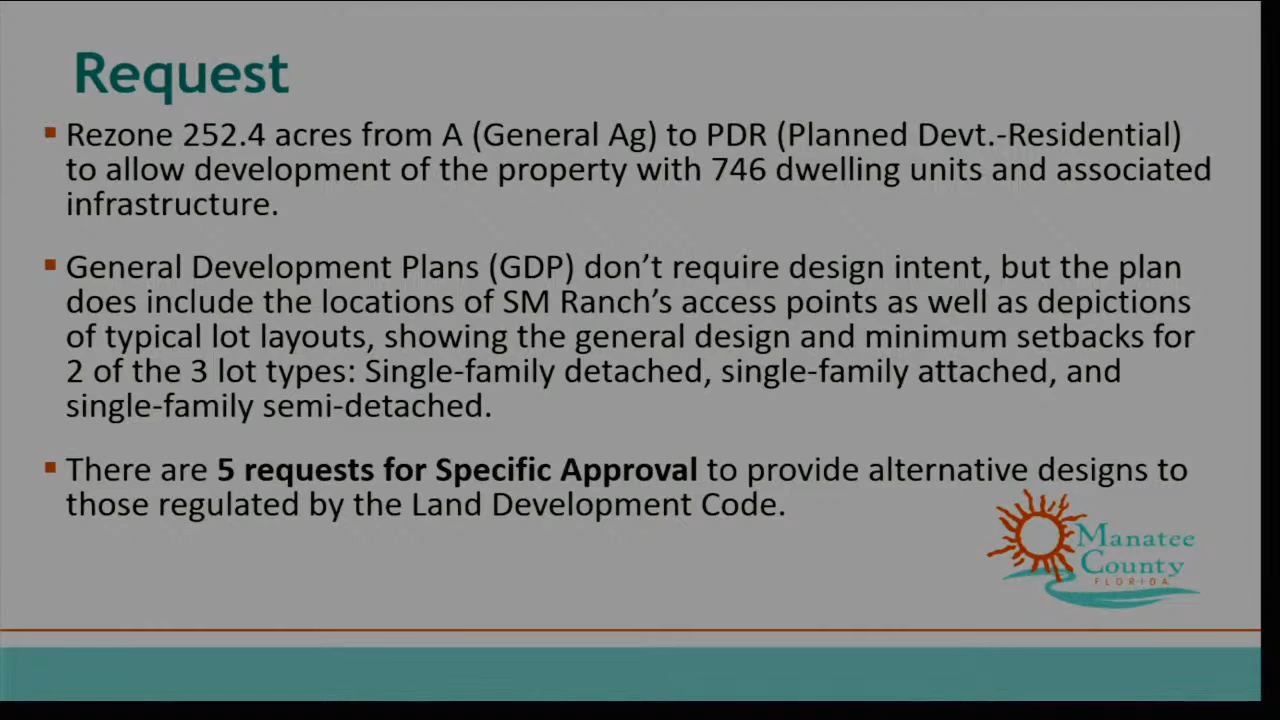 Request
▪ Rezone 252.4 acres from A (General Ag) to PDR (Planned Devt.-Residential)
to allow development of the property with 746 dwelling units and associated
infrastructure.
▪ General Development Plans (GDP) don’t require design intent, but the plan
does include the locations of SM Ranch’s access points as well as depictions
of typical lot layouts, showing the general design and minimum setbacks for
2 of the 3 lot types: Single-family detached, single-family attached, and
single-family semi-detached.
▪ There are 5 requests for Specific Approval to provide alternative designs to
those regulated by the Land Development Code.
Manatee
County
FLORIDA